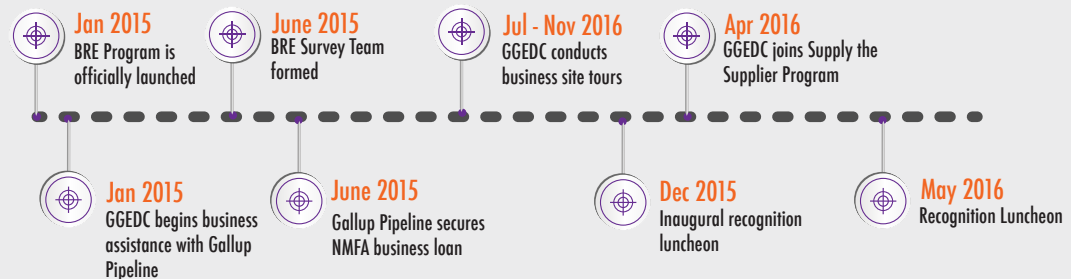 Jan 2015
BRE Program is
officially launched
June 2015
BRE Survey Team
formed
Jul - Nov 2016
GGEDC conducts
business site tours
Apr 2016
GGEDC joins Supply the
Supplier Program
Jan 2015
GGEDC begins business
assistance with Gallup
Pipeline
June 2015
Gallup Pipeline secures
NMFA business loan
Dec 2015
Inaugural recognition
luncheon
May 2016
Recognition Luncheon